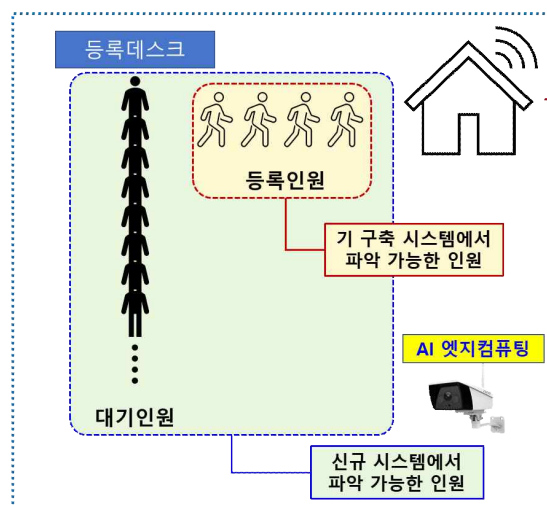 등록데스크
등록인원
기 구축 시스템에서
파악 가능한 인원
AI 엣지컴퓨팅
대기인원
신규 시스템에서
파악 가능한 인원